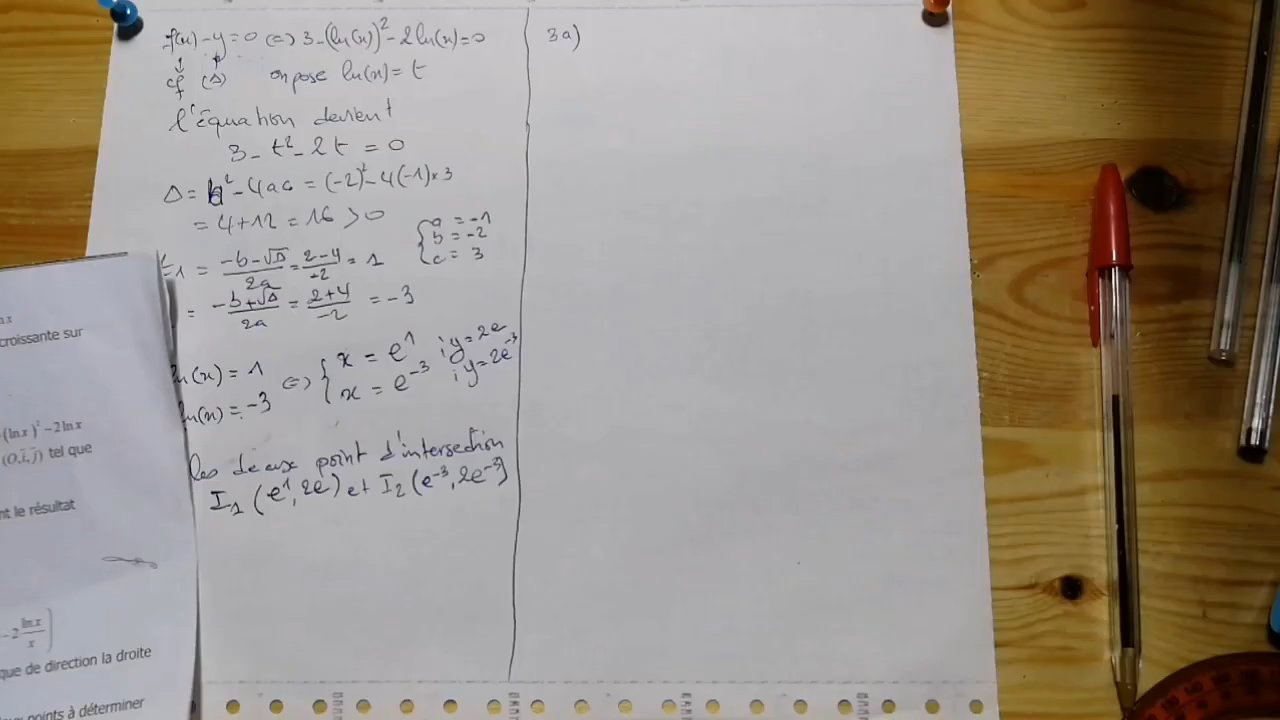 f(x) - y = 0 (=) 3 - (ln(x))² - 2 ln(x) = 0
↓ ↓
Cf (Δ) on pose ln(x) = t
l'équation devient
3 - t² - 2t = 0
Δ = b² - 4ac = (-2)² - 4(-1)×3
= 4+12 = 16 > 0
{ a = -1
b = -2
c = 3
t1 = -b-√Δ/2a = 2-4/-2 = 1
= -b+√Δ/2a = 2+4/-2 = -3
ln(x) = 1
ln(x) = -3
(=) { x = e¹ ; y = 2e
x = e⁻³ ; y = 2e⁻³
les deux point d'intersection
I1 (e¹, 2e) et I2 (e⁻³, 2e⁻³)
3a)
croissante sur
(ln x)² - 2 ln x
(O, i, j) tel que
le résultat
- 2 ln x/x )
que de direction la droite
points à déterminer